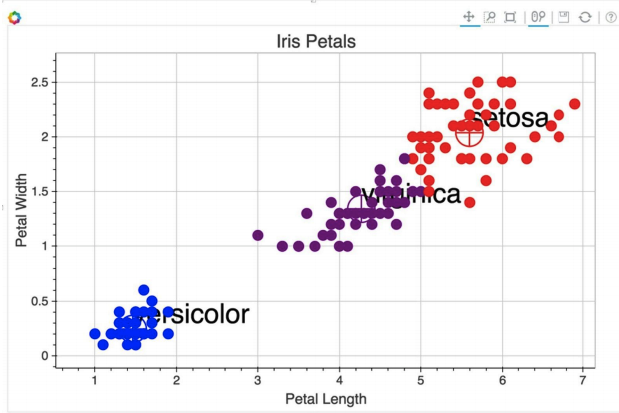 Iris Petals
setosa
virginica
versicolor
2.5
2
1.5
1
0.5
0
Petal Width
1 2 3 4 5 6 7
Petal Length